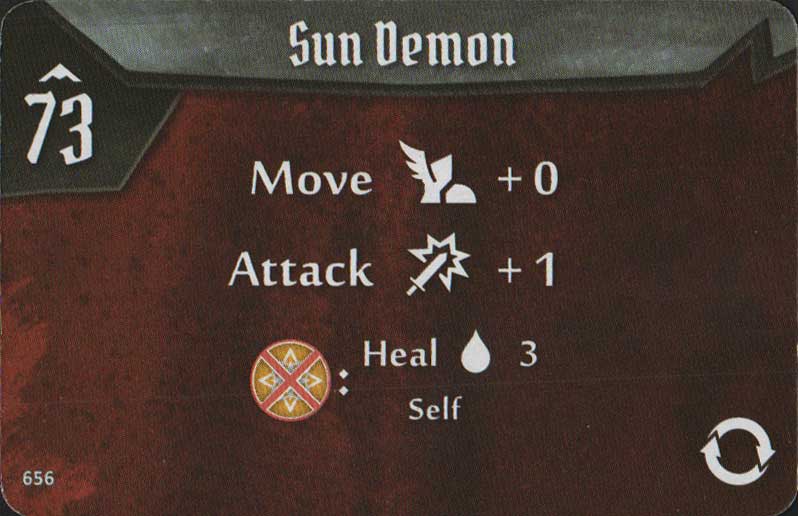 Sun Demon
73
Move + 0
Attack + 1
: Heal 3
Self
656